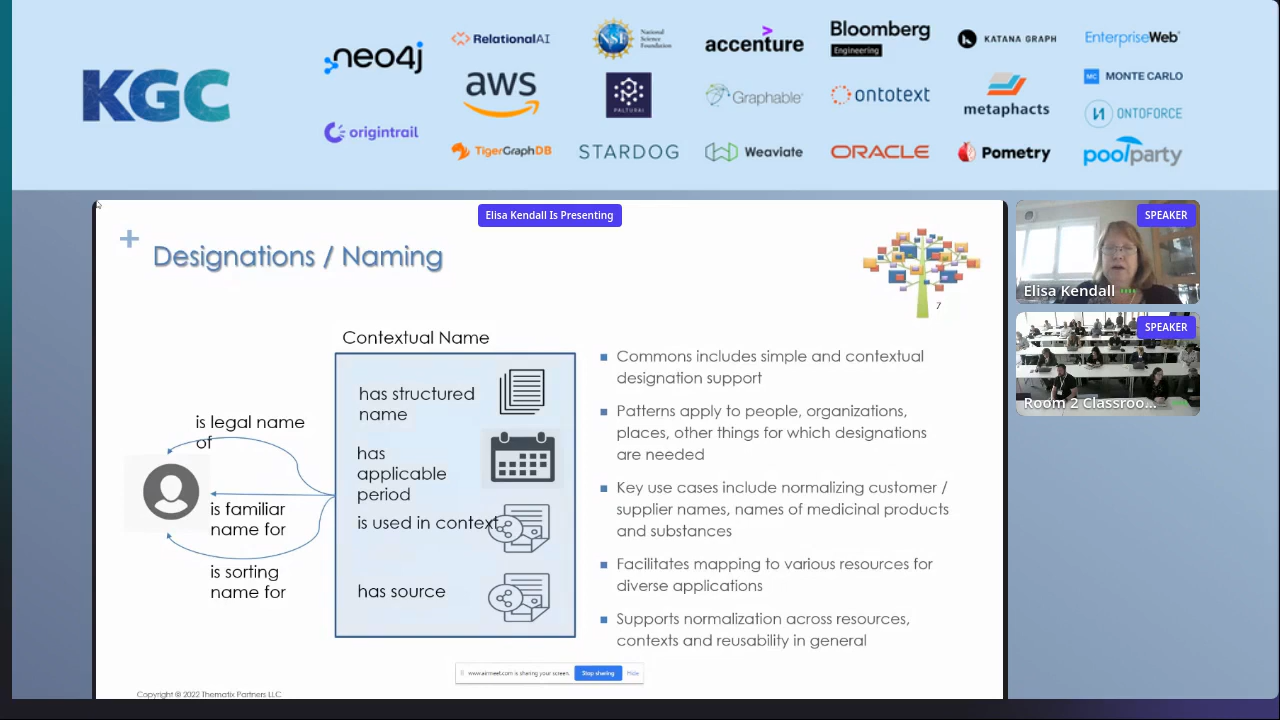 KGC
neo4j
origintrail
RelationalAI
aws
TigerGraphDB
NSF
National
Science
Foundation
STARDOG
accenture
Graphable
Weaviate
Bloomberg
Engineering
ontotext
ORACLE
KATANA GRAPH
metaphacts
Pometry
EnterpriseWeb
MC MONTE CARLO
ONTOFORCE
poolparty
Elisa Kendall Is Presenting
+
Designations / Naming
7
Contextual Name
has structured
name
has
applicable
period
is used in context
has source
is legal name
of
is familiar
name for
is sorting
name for
Commons includes simple and contextual
designation support
Patterns apply to people, organizations,
places, other things for which designations
are needed
Key use cases include normalizing customer /
supplier names, names of medicinal products
and substances
Facilitates mapping to various resources for
diverse applications
Supports normalization across resources,
contexts and reusability in general
www.airmeet.com is sharing your screen.
Stop sharing
Hide
Copyright © 2022 Thematix Partners LLC
SPEAKER
Elisa Kendall
SPEAKER
Room 2 Classroo...